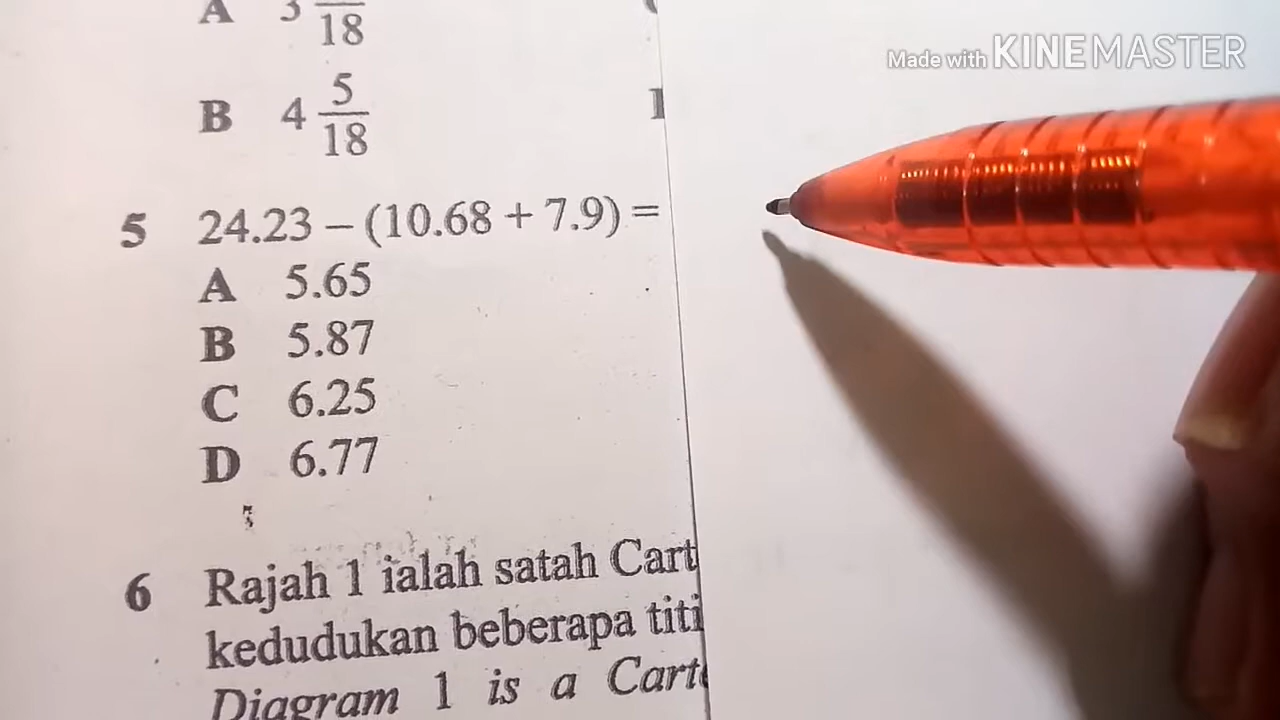 Made with KINEMASTER
A 3 /18
B 4 5/18
5 24.23 – (10.68 + 7.9) =
A 5.65
B 5.87
C 6.25
D 6.77
6 Rajah 1 ialah satah Cart
kedudukan beberapa titi
Diagram 1 is a Cart